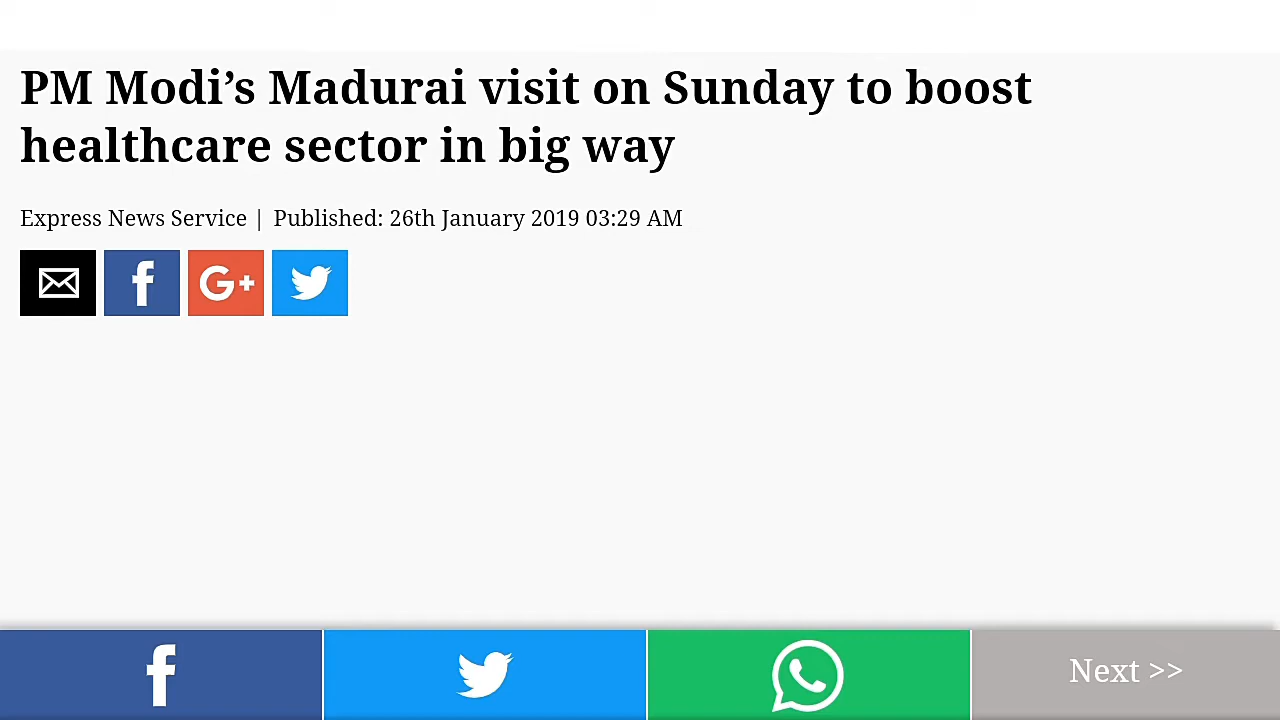 PM Modi’s Madurai visit on Sunday to boost
healthcare sector in big way
Express News Service | Published: 26th January 2019 03:29 AM
Next >>